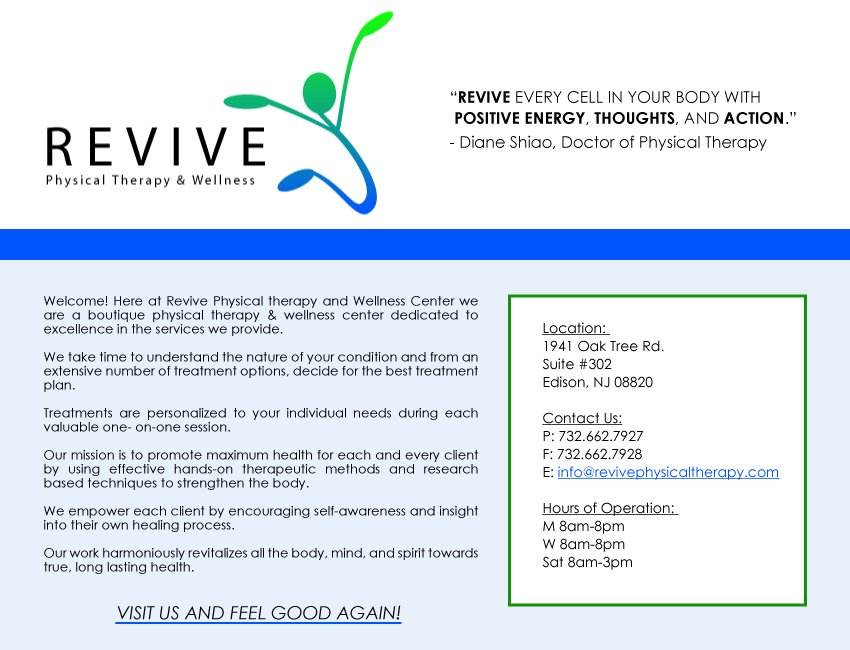 REVIVE
Physical Therapy & Wellness
“REVIVE EVERY CELL IN YOUR BODY WITH
POSITIVE ENERGY, THOUGHTS, AND ACTION.”
- Diane Shiao, Doctor of Physical Therapy
Welcome! Here at Revive Physical therapy and Wellness Center we
are a boutique physical therapy & wellness center dedicated to
excellence in the services we provide.
We take time to understand the nature of your condition and from an
extensive number of treatment options, decide for the best treatment
plan.
Treatments are personalized to your individual needs during each
valuable one- on-one session.
Our mission is to promote maximum health for each and every client
by using effective hands-on therapeutic methods and research
based techniques to strengthen the body.
We empower each client by encouraging self-awareness and insight
into their own healing process.
Our work harmoniously revitalizes all the body, mind, and spirit towards
true, long lasting health.
VISIT US AND FEEL GOOD AGAIN!
Location:
1941 Oak Tree Rd.
Suite #302
Edison, NJ 08820
Contact Us:
P: 732.662.7927
F: 732.662.7928
E: info@revivephysicaltherapy.com
Hours of Operation:
M 8am-8pm
W 8am-8pm
Sat 8am-3pm